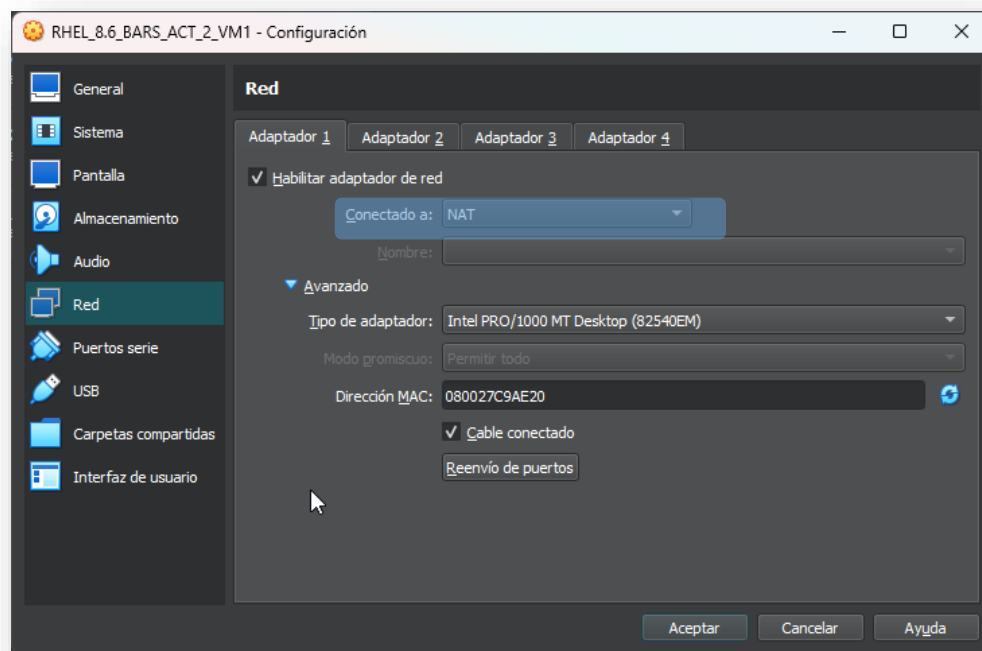 RHEL_8.6_BARS_ACT_2_VM1 - Configuración
General
Sistema
Pantalla
Almacenamiento
Audio
Red
Puertos serie
USB
Carpetas compartidas
Interfaz de usuario
Red
Adaptador 1 Adaptador 2 Adaptador 3 Adaptador 4
Habilitar adaptador de red
Conectado a: NAT
Nombre:
Avanzado
Tipo de adaptador: Intel PRO/1000 MT Desktop (82540EM)
Modo promiscuo: Permitir todo
Dirección MAC: 080027C9AE20
Cable conectado
Reenvío de puertos
Aceptar Cancelar Ayuda